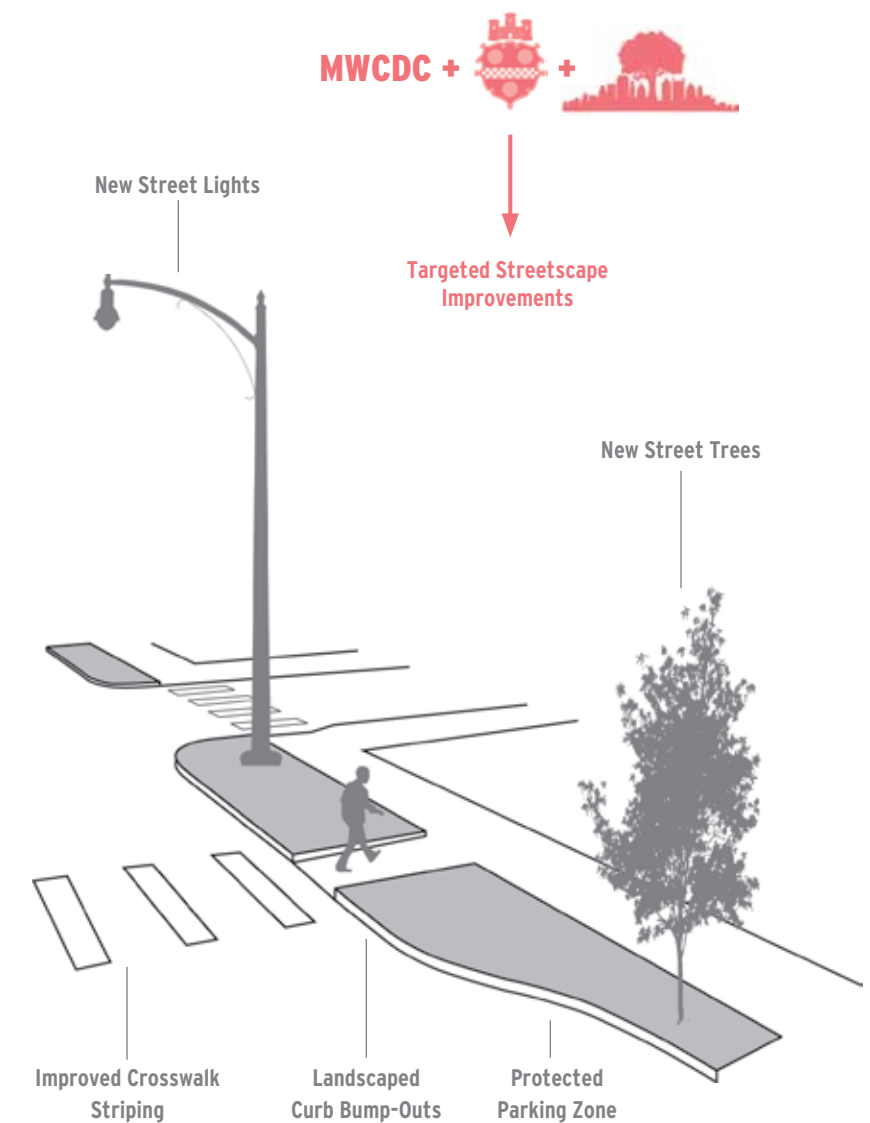 MWCDC + +
New Street Lights
Targeted Streetscape
Improvements
New Street Trees
Improved Crosswalk
Striping
Landscaped
Curb Bump-Outs
Protected
Parking Zone